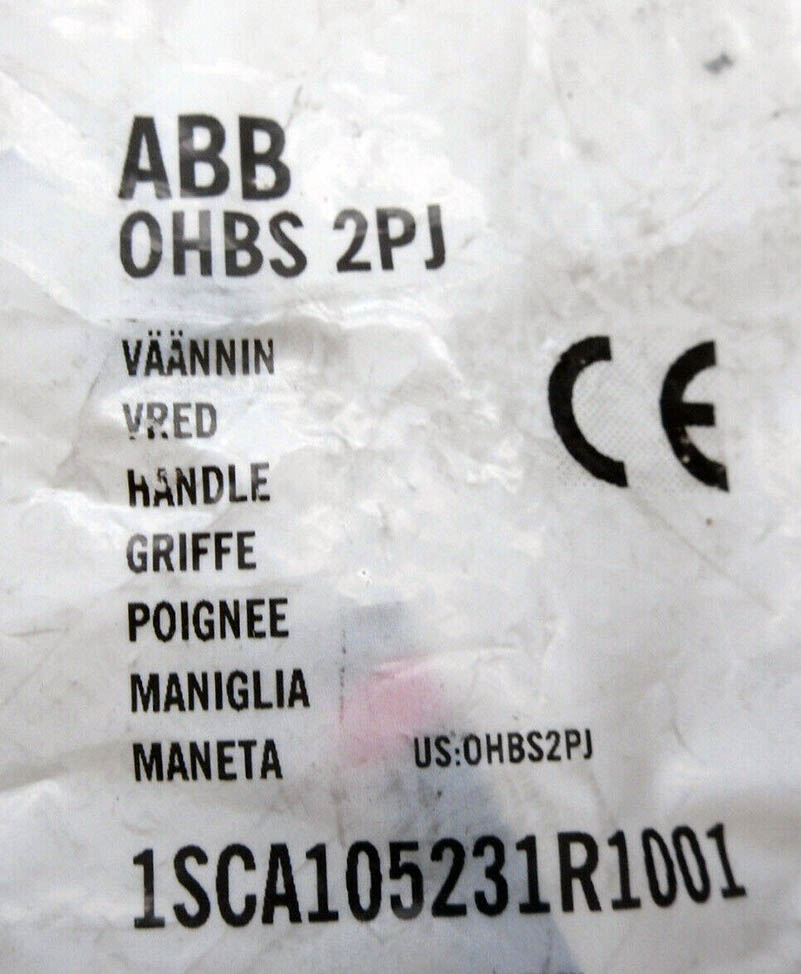 ABB
OHBS 2PJ
VÄÄNNIN
VRED
HANDLE
GRIFFE
POIGNEE
MANIGLIA
MANETA
US:OHBS2PJ
1SCA105231R1001
CE